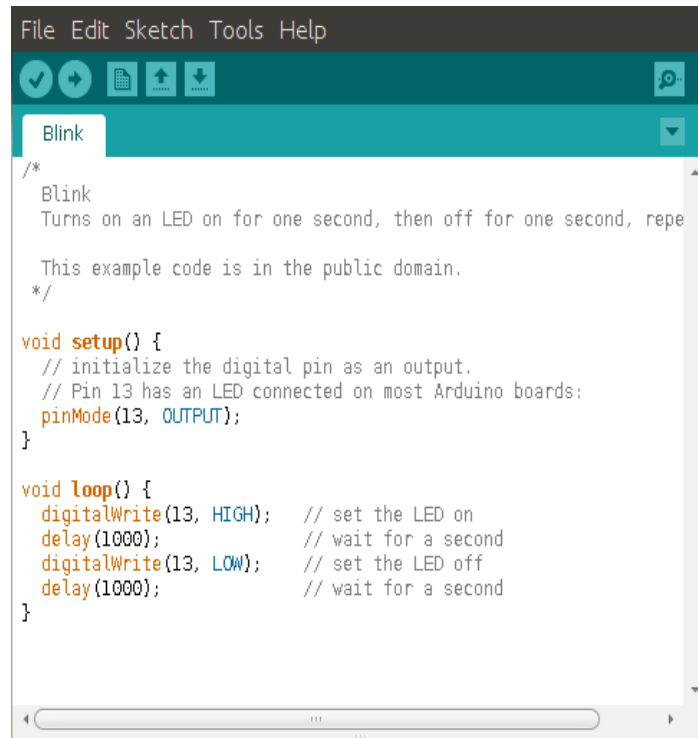 File Edit Sketch Tools Help
Blink
/*
  Blink
  Turns on an LED on for one second, then off for one second, repe

  This example code is in the public domain.
 */

void setup() {
  // initialize the digital pin as an output.
  // Pin 13 has an LED connected on most Arduino boards:
  pinMode(13, OUTPUT);
}

void loop() {
  digitalWrite(13, HIGH);   // set the LED on
  delay(1000);              // wait for a second
  digitalWrite(13, LOW);    // set the LED off
  delay(1000);              // wait for a second
}